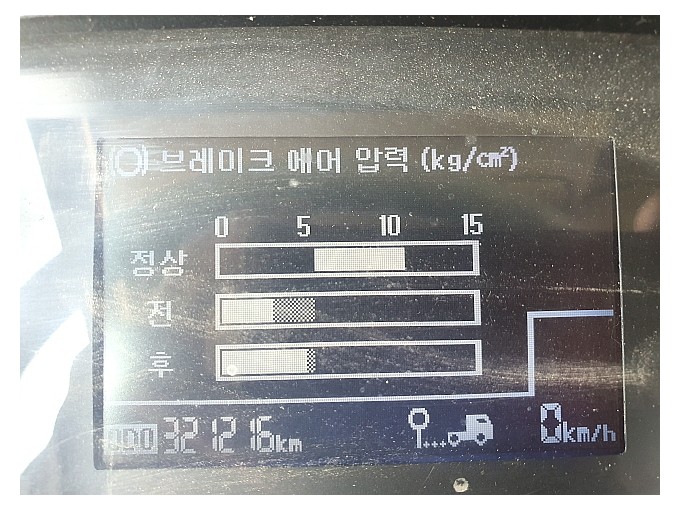 (O) 브레이크 에어 압력 (kg/cm²)
0 5 10 15
정상
전
후
ODO 321216km
0km/h